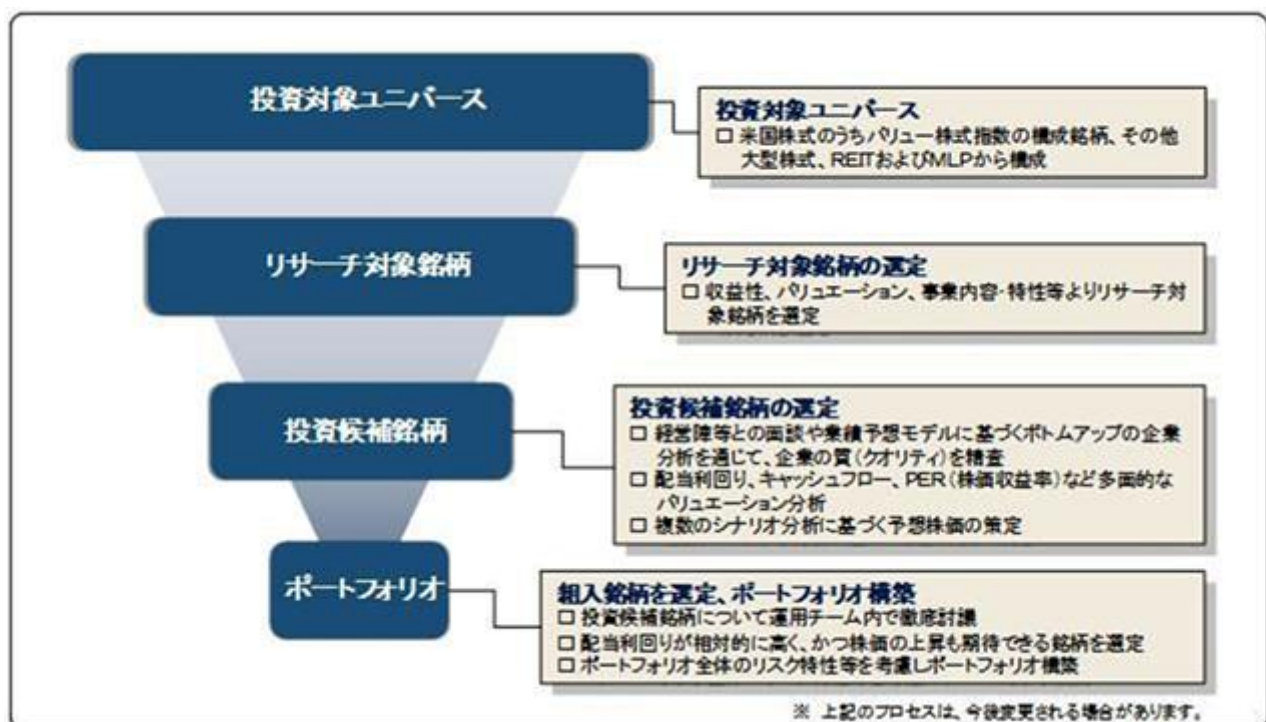 投資対象ユニバース
投資対象ユニバース
□ 米国株式のうちバリュー株式指数の構成銘柄、その他
大型株式、REITおよびMLPから構成
リサーチ対象銘柄
リサーチ対象銘柄の選定
□ 収益性、バリュエーション、事業内容・特性等よりリサーチ対
象銘柄を選定
投資候補銘柄
投資候補銘柄の選定
□ 経営陣等との面談や業績予想モデルに基づくボトムアップの企業
分析を通じて、企業の質（クオリティ）を精査
□ 配当利回り、キャッシュフロー、PER（株価収益率）など多面的な
バリュエーション分析
□ 複数のシナリオ分析に基づく予想株価の策定
ポートフォリオ
組入銘柄を選定、ポートフォリオ構築
□ 投資候補銘柄について運用チーム内で徹底討議
□ 配当利回りが相対的に高く、かつ株価の上昇も期待できる銘柄を選定
□ ポートフォリオ全体のリスク特性等を考慮しポートフォリオ構築
※ 上記のプロセスは、今後変更される場合があります。